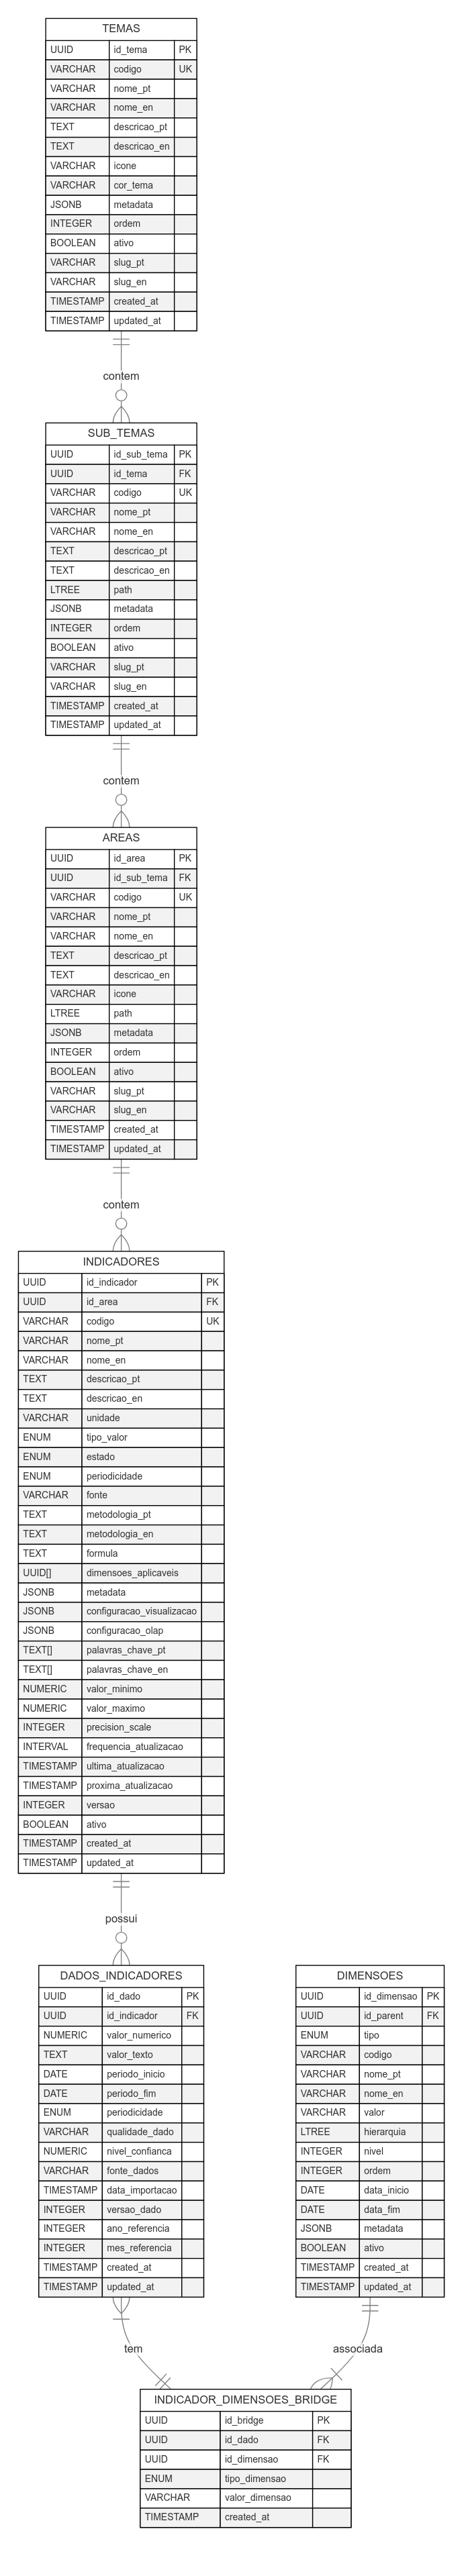 TEMAS
UUID id_tema PK
VARCHAR codigo UK
VARCHAR nome_pt
VARCHAR nome_en
TEXT descricao_pt
TEXT descricao_en
VARCHAR icone
VARCHAR cor_tema
JSONB metadata
INTEGER ordem
BOOLEAN ativo
VARCHAR slug_pt
VARCHAR slug_en
TIMESTAMP created_at
TIMESTAMP updated_at
contem
SUB_TEMAS
UUID id_sub_tema PK
UUID id_tema FK
VARCHAR codigo UK
VARCHAR nome_pt
VARCHAR nome_en
TEXT descricao_pt
TEXT descricao_en
LTREE path
JSONB metadata
INTEGER ordem
BOOLEAN ativo
VARCHAR slug_pt
VARCHAR slug_en
TIMESTAMP created_at
TIMESTAMP updated_at
contem
AREAS
UUID id_area PK
UUID id_sub_tema FK
VARCHAR codigo UK
VARCHAR nome_pt
VARCHAR nome_en
TEXT descricao_pt
TEXT descricao_en
VARCHAR icone
LTREE path
JSONB metadata
INTEGER ordem
BOOLEAN ativo
VARCHAR slug_pt
VARCHAR slug_en
TIMESTAMP created_at
TIMESTAMP updated_at
contem
INDICADORES
UUID id_indicador PK
UUID id_area FK
VARCHAR codigo UK
VARCHAR nome_pt
VARCHAR nome_en
TEXT descricao_pt
TEXT descricao_en
VARCHAR unidade
ENUM tipo_valor
ENUM estado
ENUM periodicidade
VARCHAR fonte
TEXT metodologia_pt
TEXT metodologia_en
TEXT formula
UUID[] dimensoes_aplicaveis
JSONB metadata
JSONB configuracao_visualizacao
JSONB configuracao_olap
TEXT[] palavras_chave_pt
TEXT[] palavras_chave_en
NUMERIC valor_minimo
NUMERIC valor_maximo
INTEGER precision_scale
INTERVAL frequencia_atualizacao
TIMESTAMP ultima_atualizacao
TIMESTAMP proxima_atualizacao
INTEGER versao
BOOLEAN ativo
TIMESTAMP created_at
TIMESTAMP updated_at
possui
DADOS_INDICADORES
UUID id_dado PK
UUID id_indicador FK
NUMERIC valor_numerico
TEXT valor_texto
DATE periodo_inicio
DATE periodo_fim
ENUM periodicidade
VARCHAR qualidade_dado
NUMERIC nivel_confianca
VARCHAR fonte_dados
TIMESTAMP data_importacao
INTEGER versao_dado
INTEGER ano_referencia
INTEGER mes_referencia
TIMESTAMP created_at
TIMESTAMP updated_at
DIMENSOES
UUID id_dimensao PK
UUID id_parent FK
ENUM tipo
VARCHAR codigo
VARCHAR nome_pt
VARCHAR nome_en
VARCHAR valor
LTREE hierarquia
INTEGER nivel
INTEGER ordem
DATE data_inicio
DATE data_fim
JSONB metadata
BOOLEAN ativo
TIMESTAMP created_at
TIMESTAMP updated_at
tem
associada
INDICADOR_DIMENSOES_BRIDGE
UUID id_bridge PK
UUID id_dado FK
UUID id_dimensao FK
ENUM tipo_dimensao
VARCHAR valor_dimensao
TIMESTAMP created_at